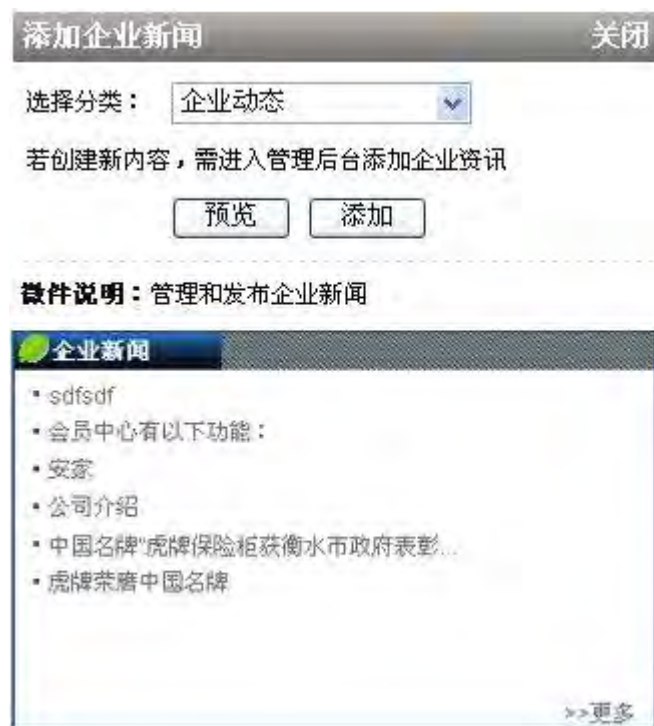 添加企业新闻 关闭
选择分类： 企业动态
若创建新内容，需进入管理后台添加企业资讯
预览 添加
微件说明：管理和发布企业新闻
企业新闻
▪ sdfsdf
▪ 会员中心有以下功能：
▪ 安家
▪ 公司介绍
▪ 中国名牌"虎牌保险柜获衡水市政府表彰...
▪ 虎牌荣膺中国名牌
>>更多